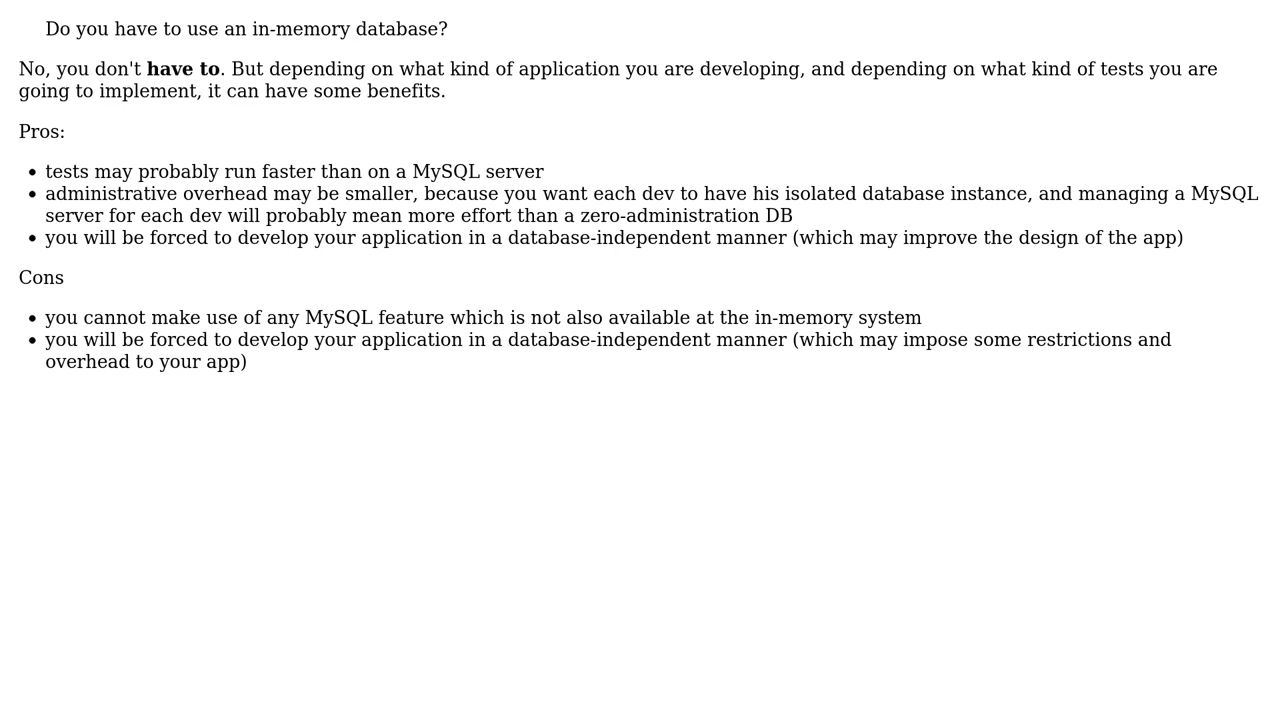 Do you have to use an in-memory database?
No, you don't have to. But depending on what kind of application you are developing, and depending on what kind of tests you are
going to implement, it can have some benefits.
Pros:
• tests may probably run faster than on a MySQL server
• administrative overhead may be smaller, because you want each dev to have his isolated database instance, and managing a MySQL
server for each dev will probably mean more effort than a zero-administration DB
• you will be forced to develop your application in a database-independent manner (which may improve the design of the app)
Cons
• you cannot make use of any MySQL feature which is not also available at the in-memory system
• you will be forced to develop your application in a database-independent manner (which may impose some restrictions and
overhead to your app)